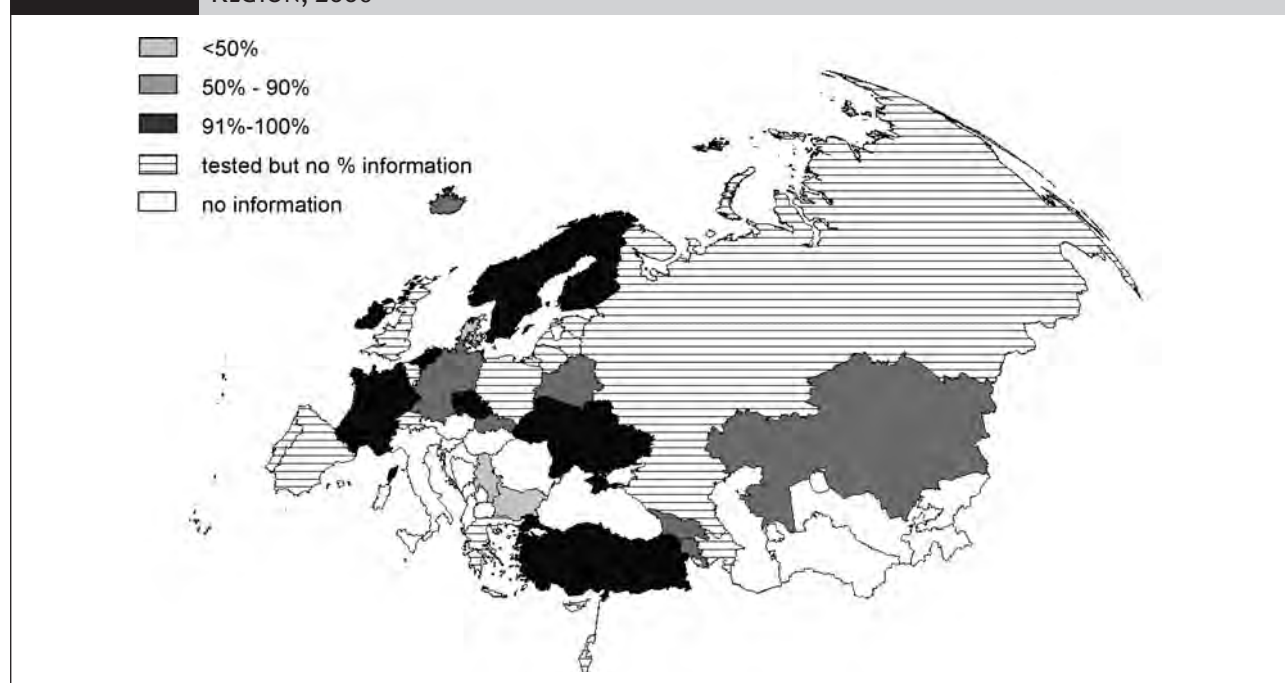 <50%
50% - 90%
91%-100%
tested but no % information
no information